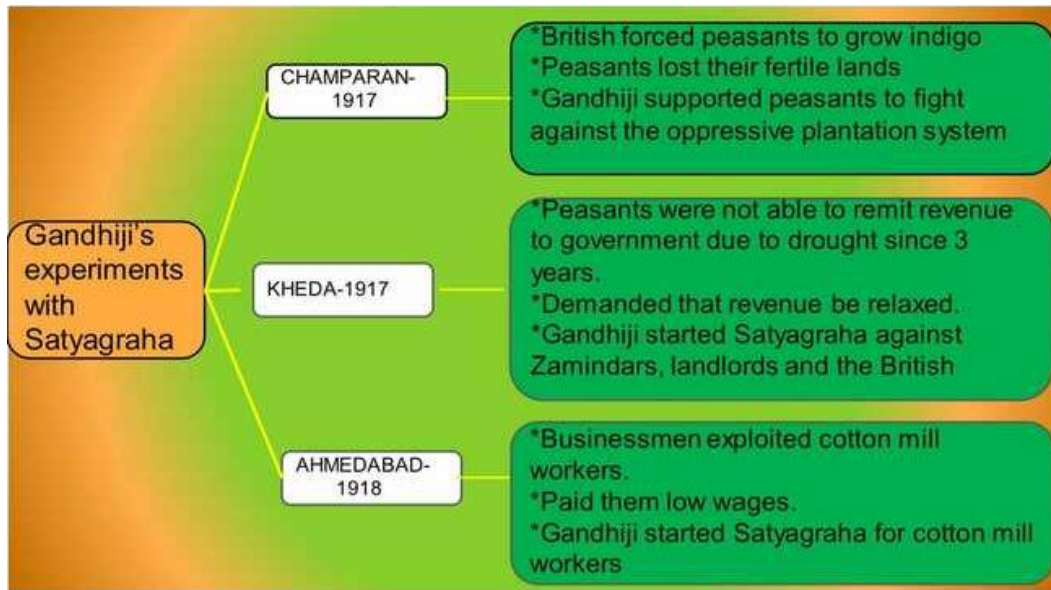 Gandhiji's
experiments
with
Satyagraha
CHAMPARAN-
1917
*British forced peasants to grow indigo
*Peasants lost their fertile lands
*Gandhiji supported peasants to fight
against the oppressive plantation system
KHEDA-1917
*Peasants were not able to remit revenue
to government due to drought since 3
years.
*Demanded that revenue be relaxed.
*Gandhiji started Satyagraha against
Zamindars, landlords and the British
AHMEDABAD-
1918
*Businessmen exploited cotton mill
workers.
*Paid them low wages.
*Gandhiji started Satyagraha for cotton mill
workers